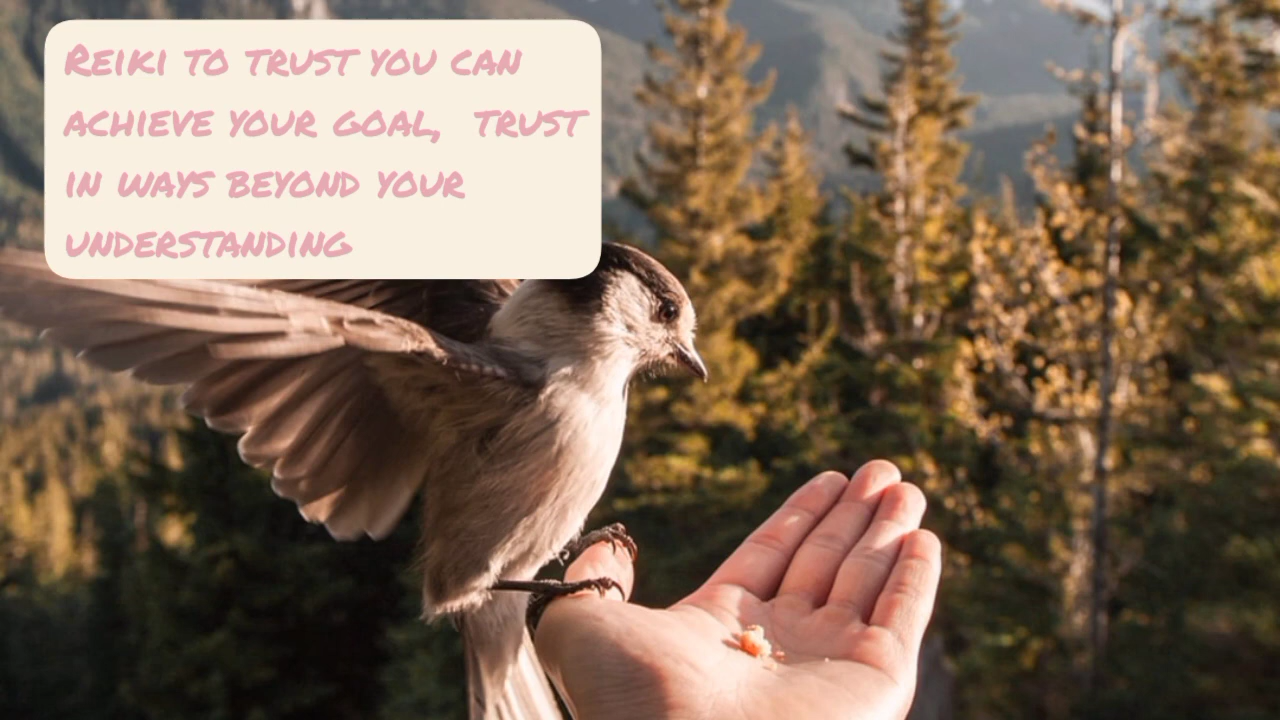 Reiki to trust you can
achieve your goal, trust
in ways beyond your
understanding